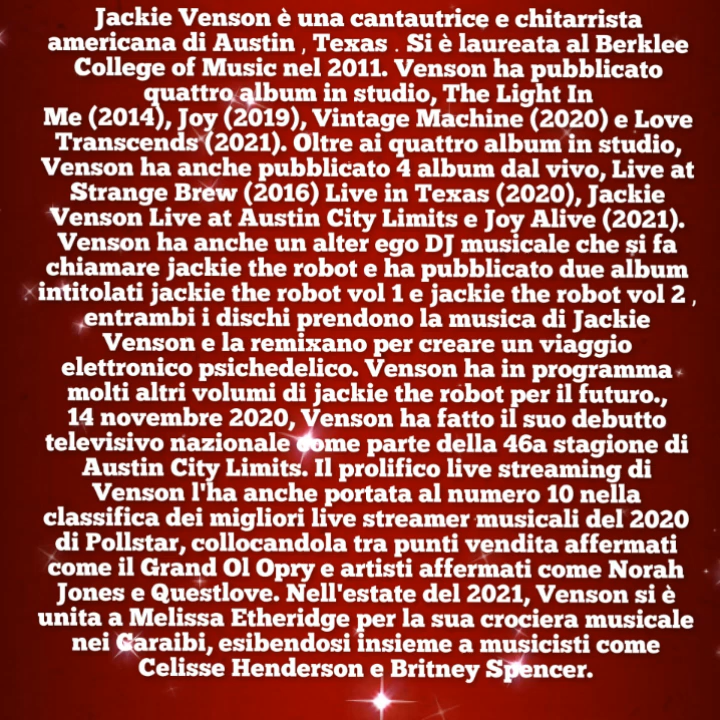 Jackie Venson è una cantautrice e chitarrista
americana di Austin , Texas . Si è laureata al Berklee
College of Music nel 2011. Venson ha pubblicato
quattro album in studio, The Light In
Me (2014), Joy (2019), Vintage Machine (2020) e Love
Transcends (2021). Oltre ai quattro album in studio,
Venson ha anche pubblicato 4 album dal vivo, Live at
Strange Brew (2016) Live in Texas (2020), Jackie
Venson Live at Austin City Limits e Joy Alive (2021).
Venson ha anche un alter ego DJ musicale che si fa
chiamare jackie the robot e ha pubblicato due album
intitolati jackie the robot vol 1 e jackie the robot vol 2 ,
entrambi i dischi prendono la musica di Jackie
Venson e la remixano per creare un viaggio
elettronico psichedelico. Venson ha in programma
molti altri volumi di jackie the robot per il futuro.,
14 novembre 2020, Venson ha fatto il suo debutto
televisivo nazionale come parte della 46a stagione di
Austin City Limits. Il prolifico live streaming di
Venson l'ha anche portata al numero 10 nella
classifica dei migliori live streamer musicali del 2020
di Pollstar, collocandola tra punti vendita affermati
come il Grand Ol Opry e artisti affermati come Norah
Jones e Questlove. Nell'estate del 2021, Venson si è
unita a Melissa Etheridge per la sua crociera musicale
nei Caraibi, esibendosi insieme a musicisti come
Celisse Henderson e Britney Spencer.